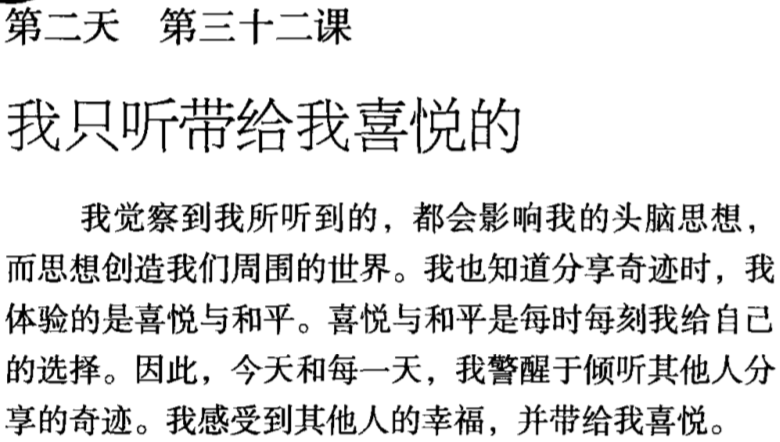 第二天 第三十二课
我只听带给我喜悦的
我觉察到我所听到的，都会影响我的头脑思想，
而思想创造我们周围的世界。我也知道分享奇迹时，我
体验的是喜悦与和平。喜悦与和平是每时每刻我给自己
的选择。因此，今天和每一天，我警醒于倾听其他人分
享的奇迹。我感受到其他人的幸福，并带给我喜悦。